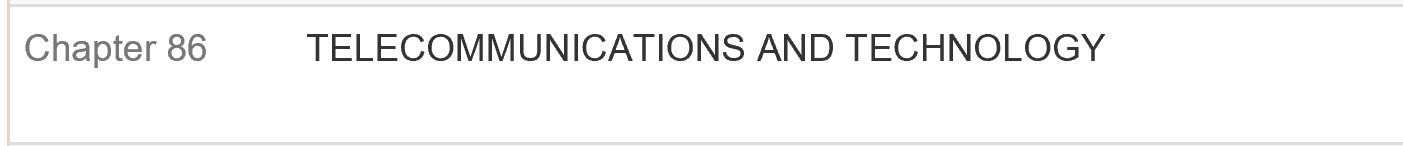 Chapter 86 TELECOMMUNICATIONS AND TECHNOLOGY